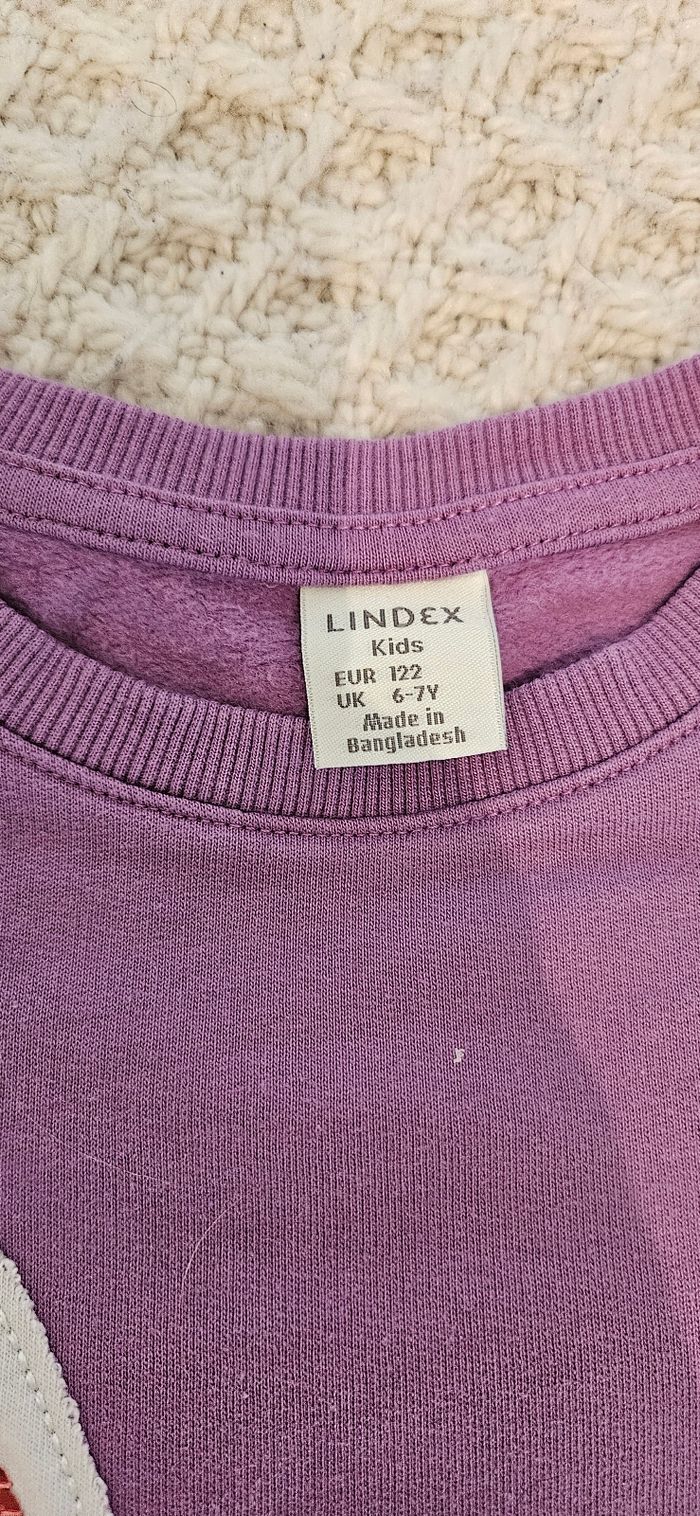 LINDEX
Kids
EUR 122
UK 6-7Y
Made in
Bangladesh